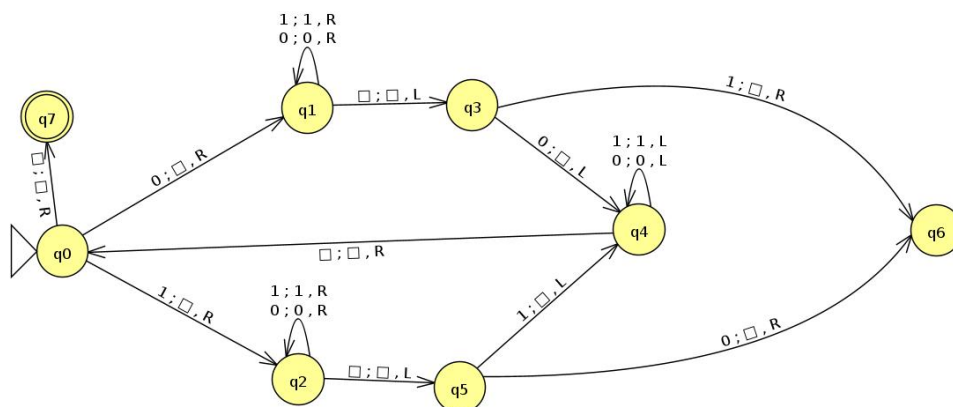 1 ; 1 , R
0 ; 0 , R
q1
□ ; □ , L
q3
1 ; □ , R
q7
□ ; □ , R
0 ; □ , R
0 ; □ , L
1 ; 1 , L
0 ; 0 , L
q4
q6
q0
□ ; □ , R
1 ; □ , R
1 ; 1 , R
0 ; 0 , R
q2
□ ; □ , L
q5
1 ; □ , L
0 ; □ , R